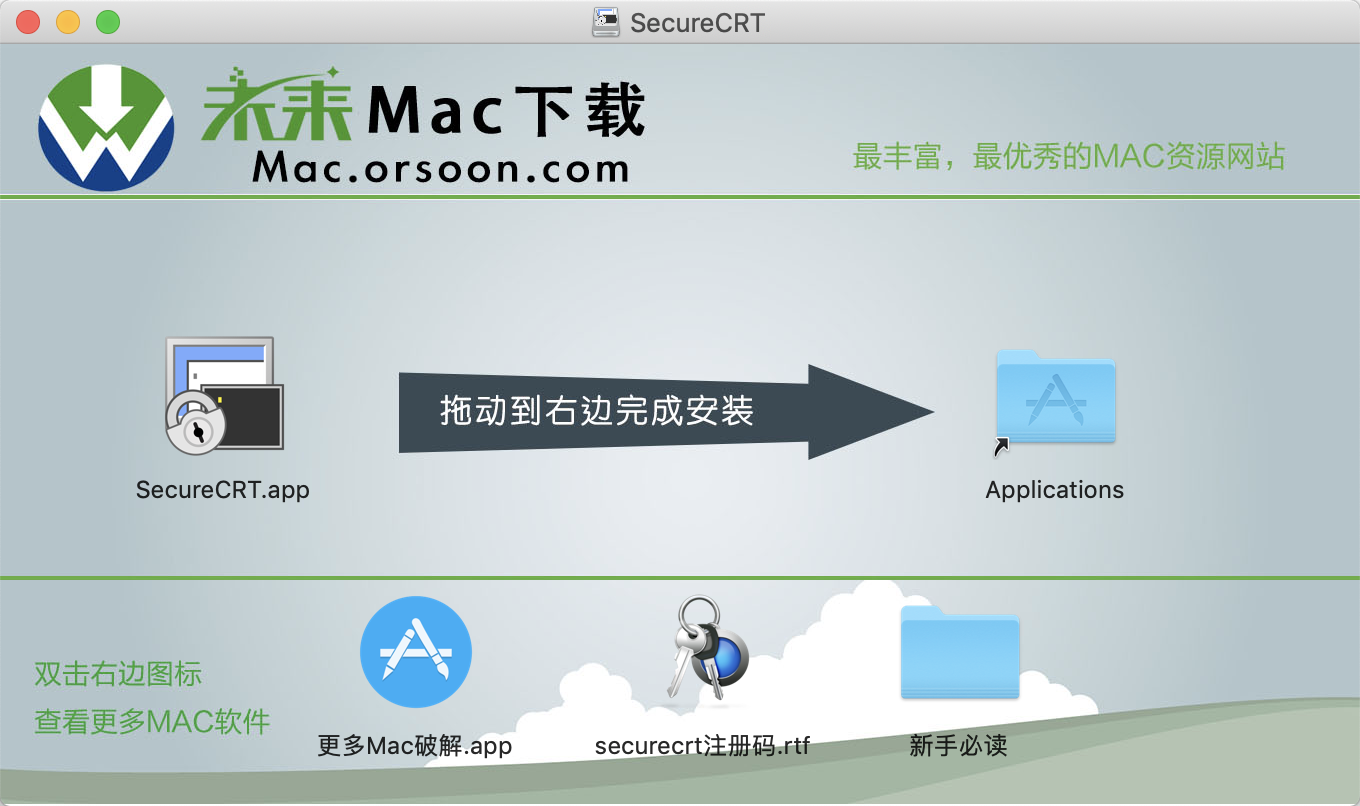 SecureCRT
未来Mac下载
Mac.orsoon.com
最丰富，最优秀的MAC资源网站
拖动到右边完成安装
SecureCRT.app
Applications
双击右边图标
查看更多MAC软件
更多Mac破解.app
securecrt注册码.rtf
新手必读